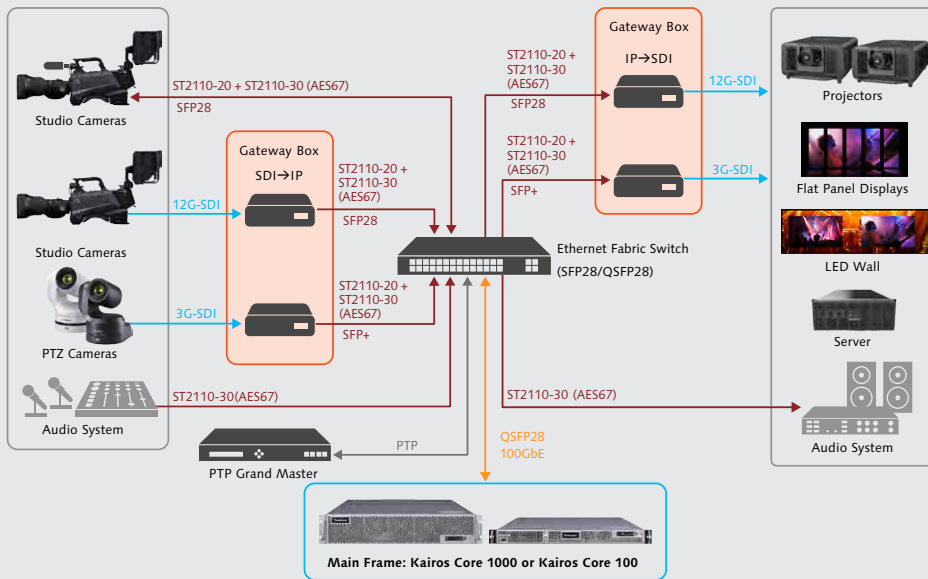 Studio Cameras
ST2110-20 + ST2110-30 (AES67)
SFP28
Studio Cameras
12G-SDI
PTZ Cameras
3G-SDI
Audio System
ST2110-30(AES67)
Gateway Box
SDI→IP
ST2110-20 +
ST2110-30
(AES67)
SFP28
ST2110-20 +
ST2110-30
(AES67)
SFP+
PTP Grand Master
PTP
QSFP28
100GbE
Main Frame: Kairos Core 1000 or Kairos Core 100
Ethernet Fabric Switch
(SFP28/QSFP28)
ST2110-20 +
ST2110-30
(AES67)
SFP28
ST2110-20 +
ST2110-30
(AES67)
SFP+
Gateway Box
IP→SDI
12G-SDI
3G-SDI
ST2110-30 (AES67)
Projectors
Flat Panel Displays
LED Wall
Server
Audio System